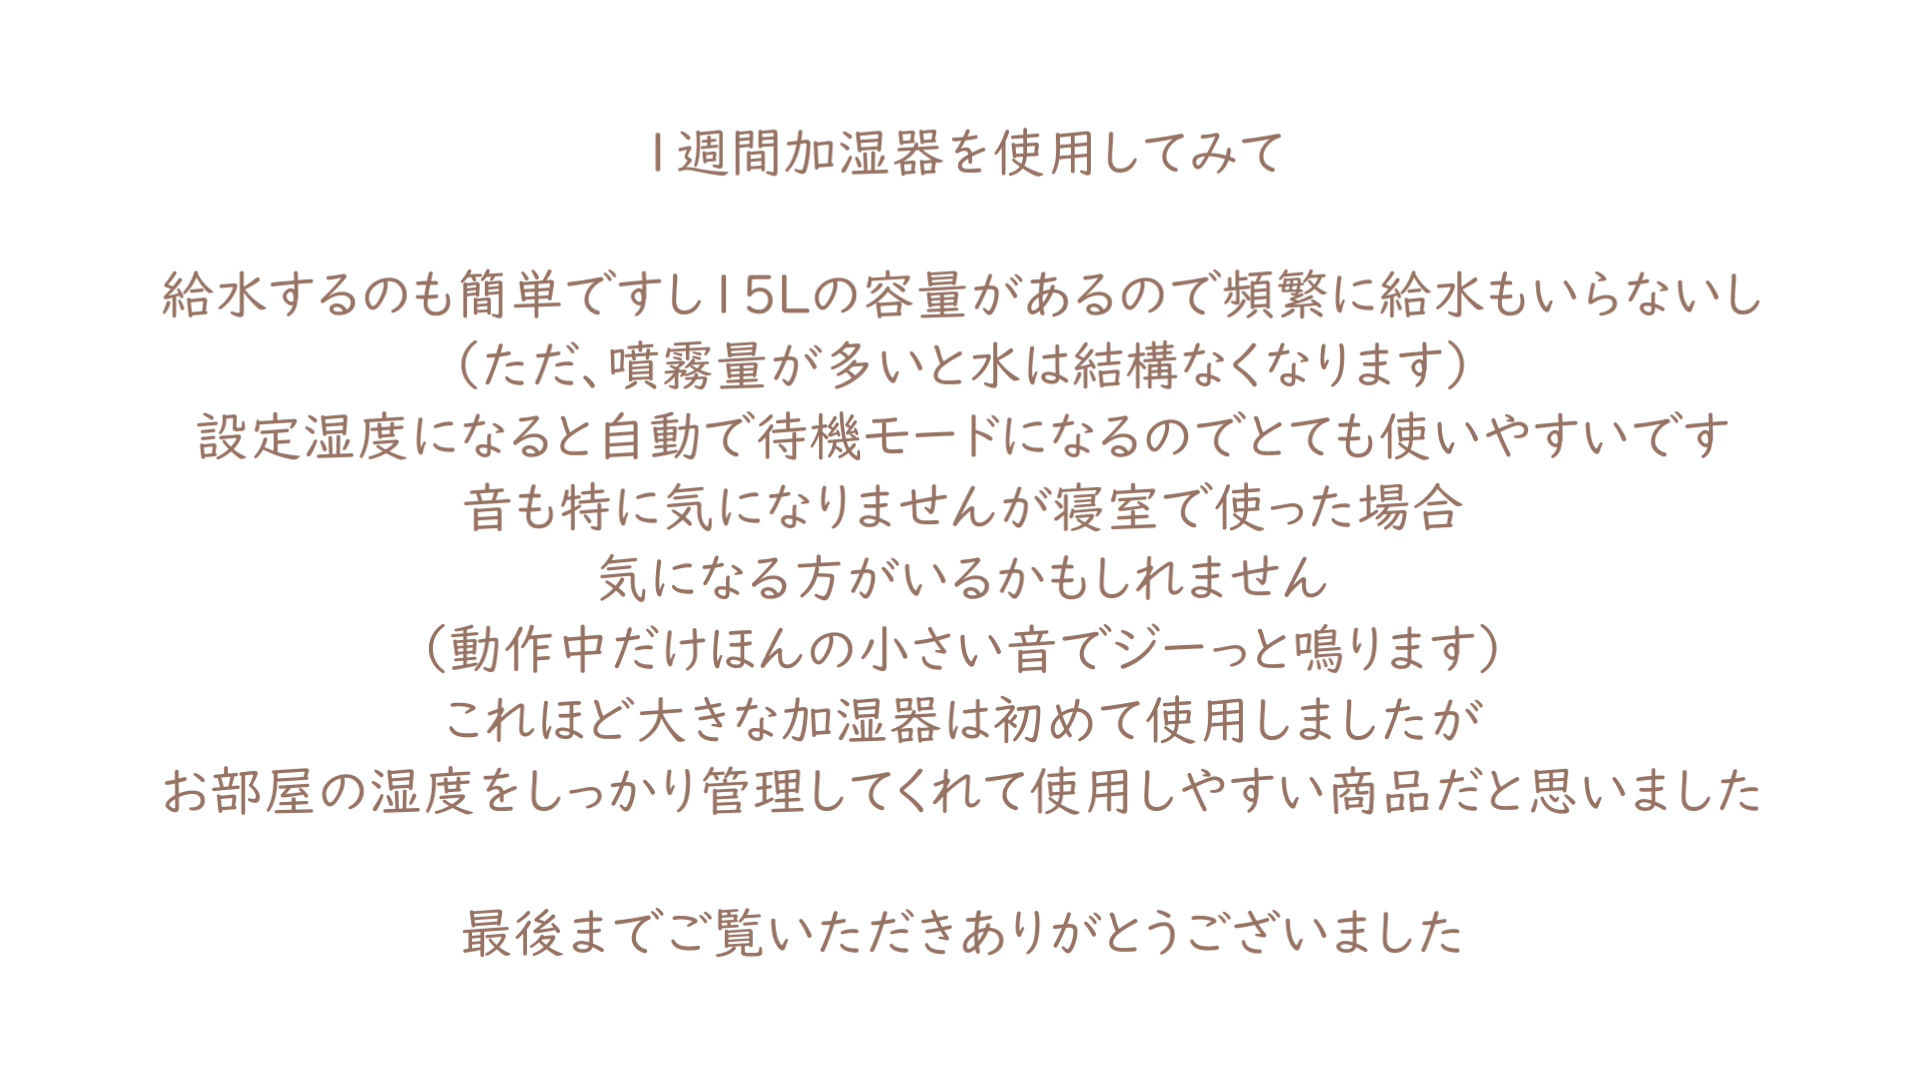 1週間加湿器を使用してみて
給水するのも簡単ですし15Lの容量があるので頻繁に給水もいらないし
（ただ、噴霧量が多いと水は結構なくなります）
設定湿度になると自動で待機モードになるのでとても使いやすいです
音も特に気になりませんが寝室で使った場合
気になる方がいるかもしれません
（動作中だけほんの小さい音でジーっと鳴ります）
これほど大きな加湿器は初めて使用しましたが
お部屋の湿度をしっかり管理してくれて使用しやすい商品だと思いました
最後までご覧いただきありがとうございました